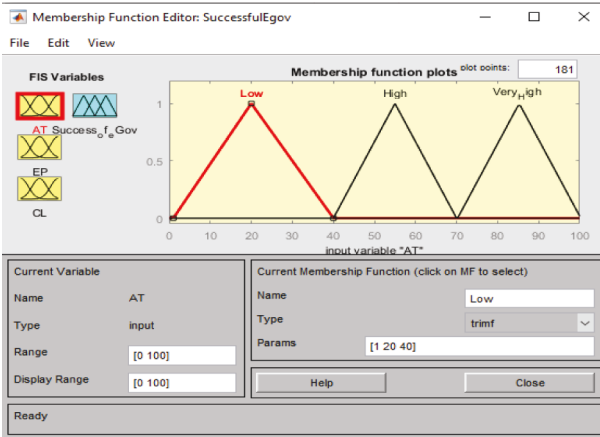 Membership Function Editor: SuccessfulEgov
File Edit View
FIS Variables
AT Success_of_eGov
EP
CL
Membership function plots plot points: 181
Low High Very_High
1
0.5
0
0 10 20 30 40 50 60 70 80 90 100
input variable "AT"
Current Variable
Name AT
Type input
Range [0 100]
Display Range [0 100]
Current Membership Function (click on MF to select)
Name Low
Type trimf
Params [1 20 40]
Help Close
Ready